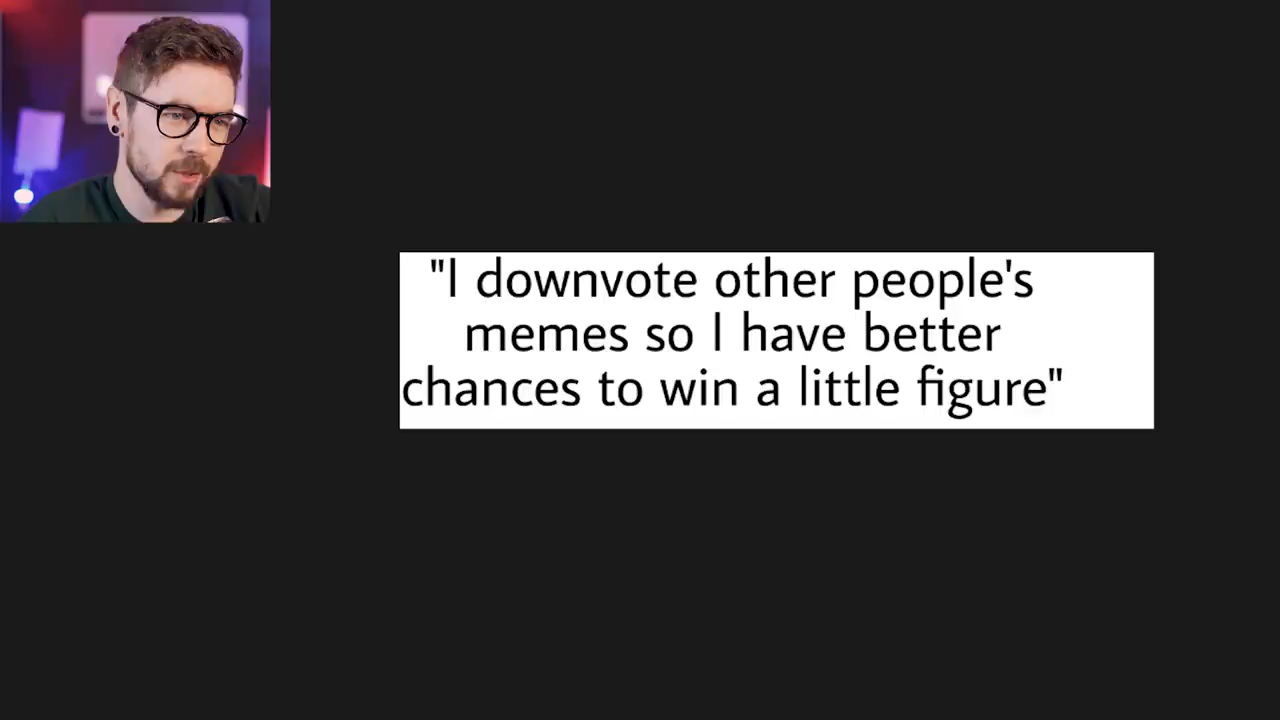 "I downvote other people's
memes so I have better
chances to win a little figure"